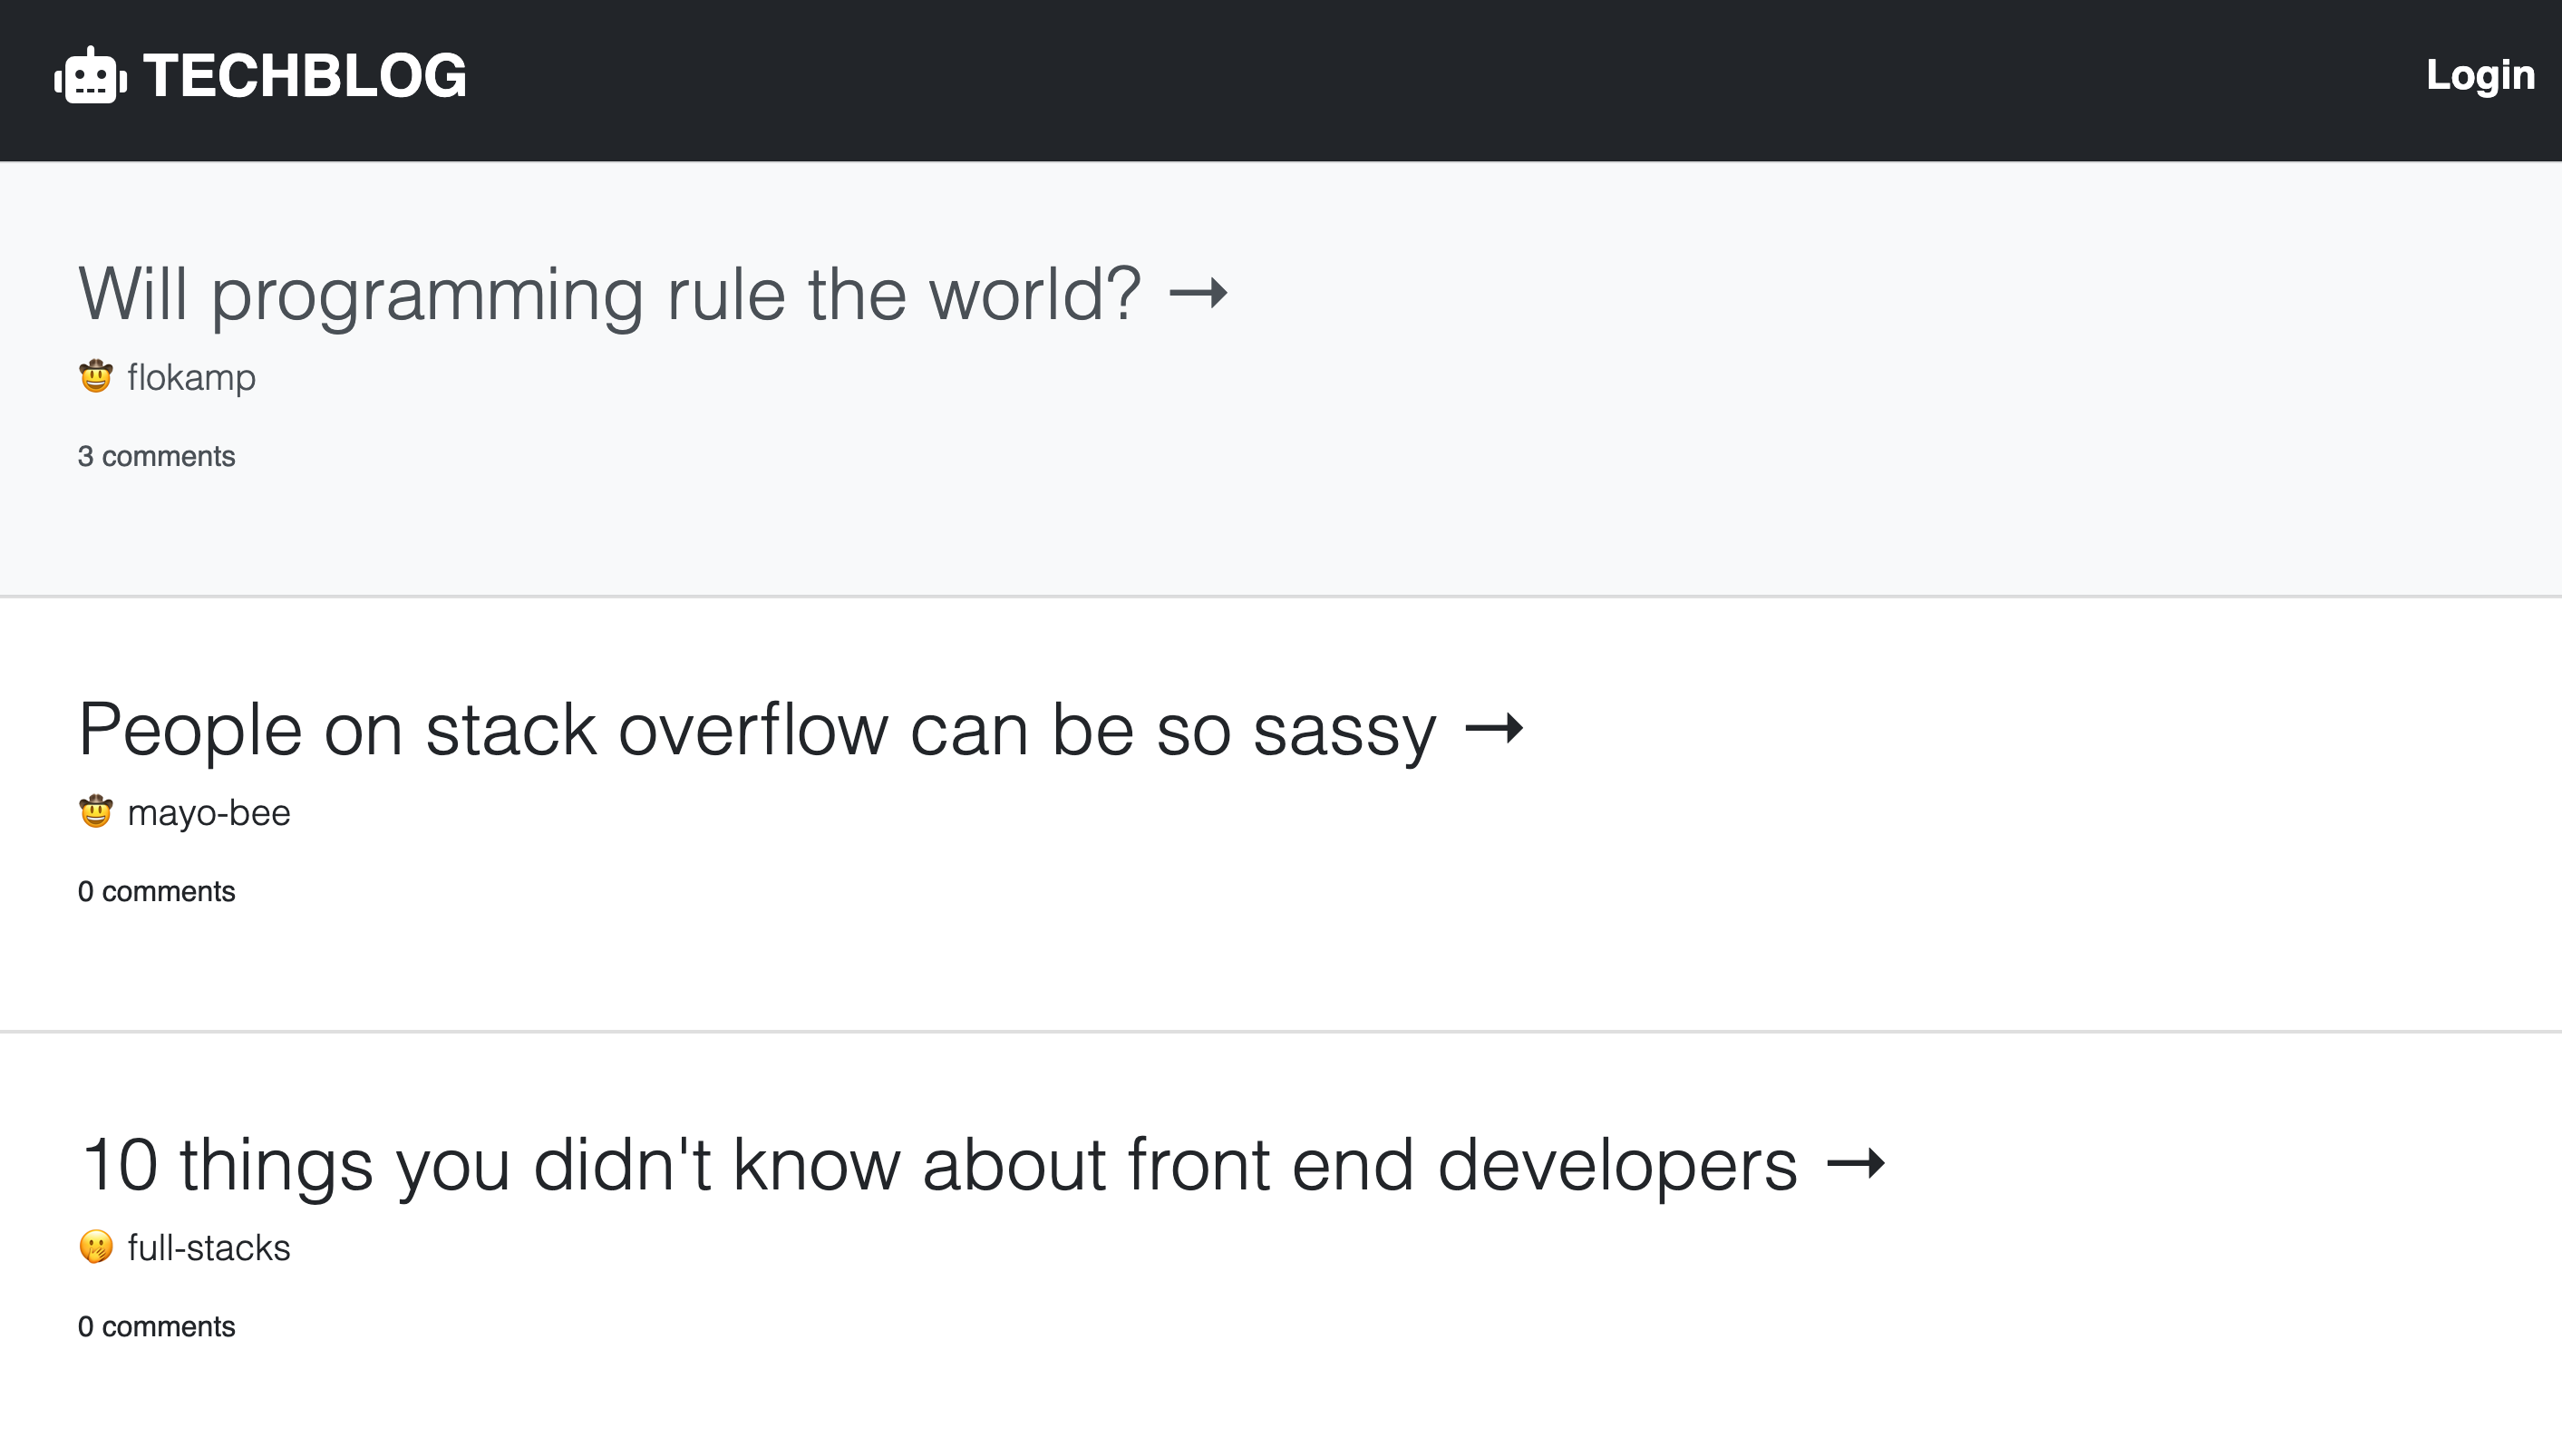 TECHBLOG
Login
Will programming rule the world? →
🤠 flokamp
3 comments
People on stack overflow can be so sassy →
🤠 mayo-bee
0 comments
10 things you didn't know about front end developers →
🤭 full-stacks
0 comments